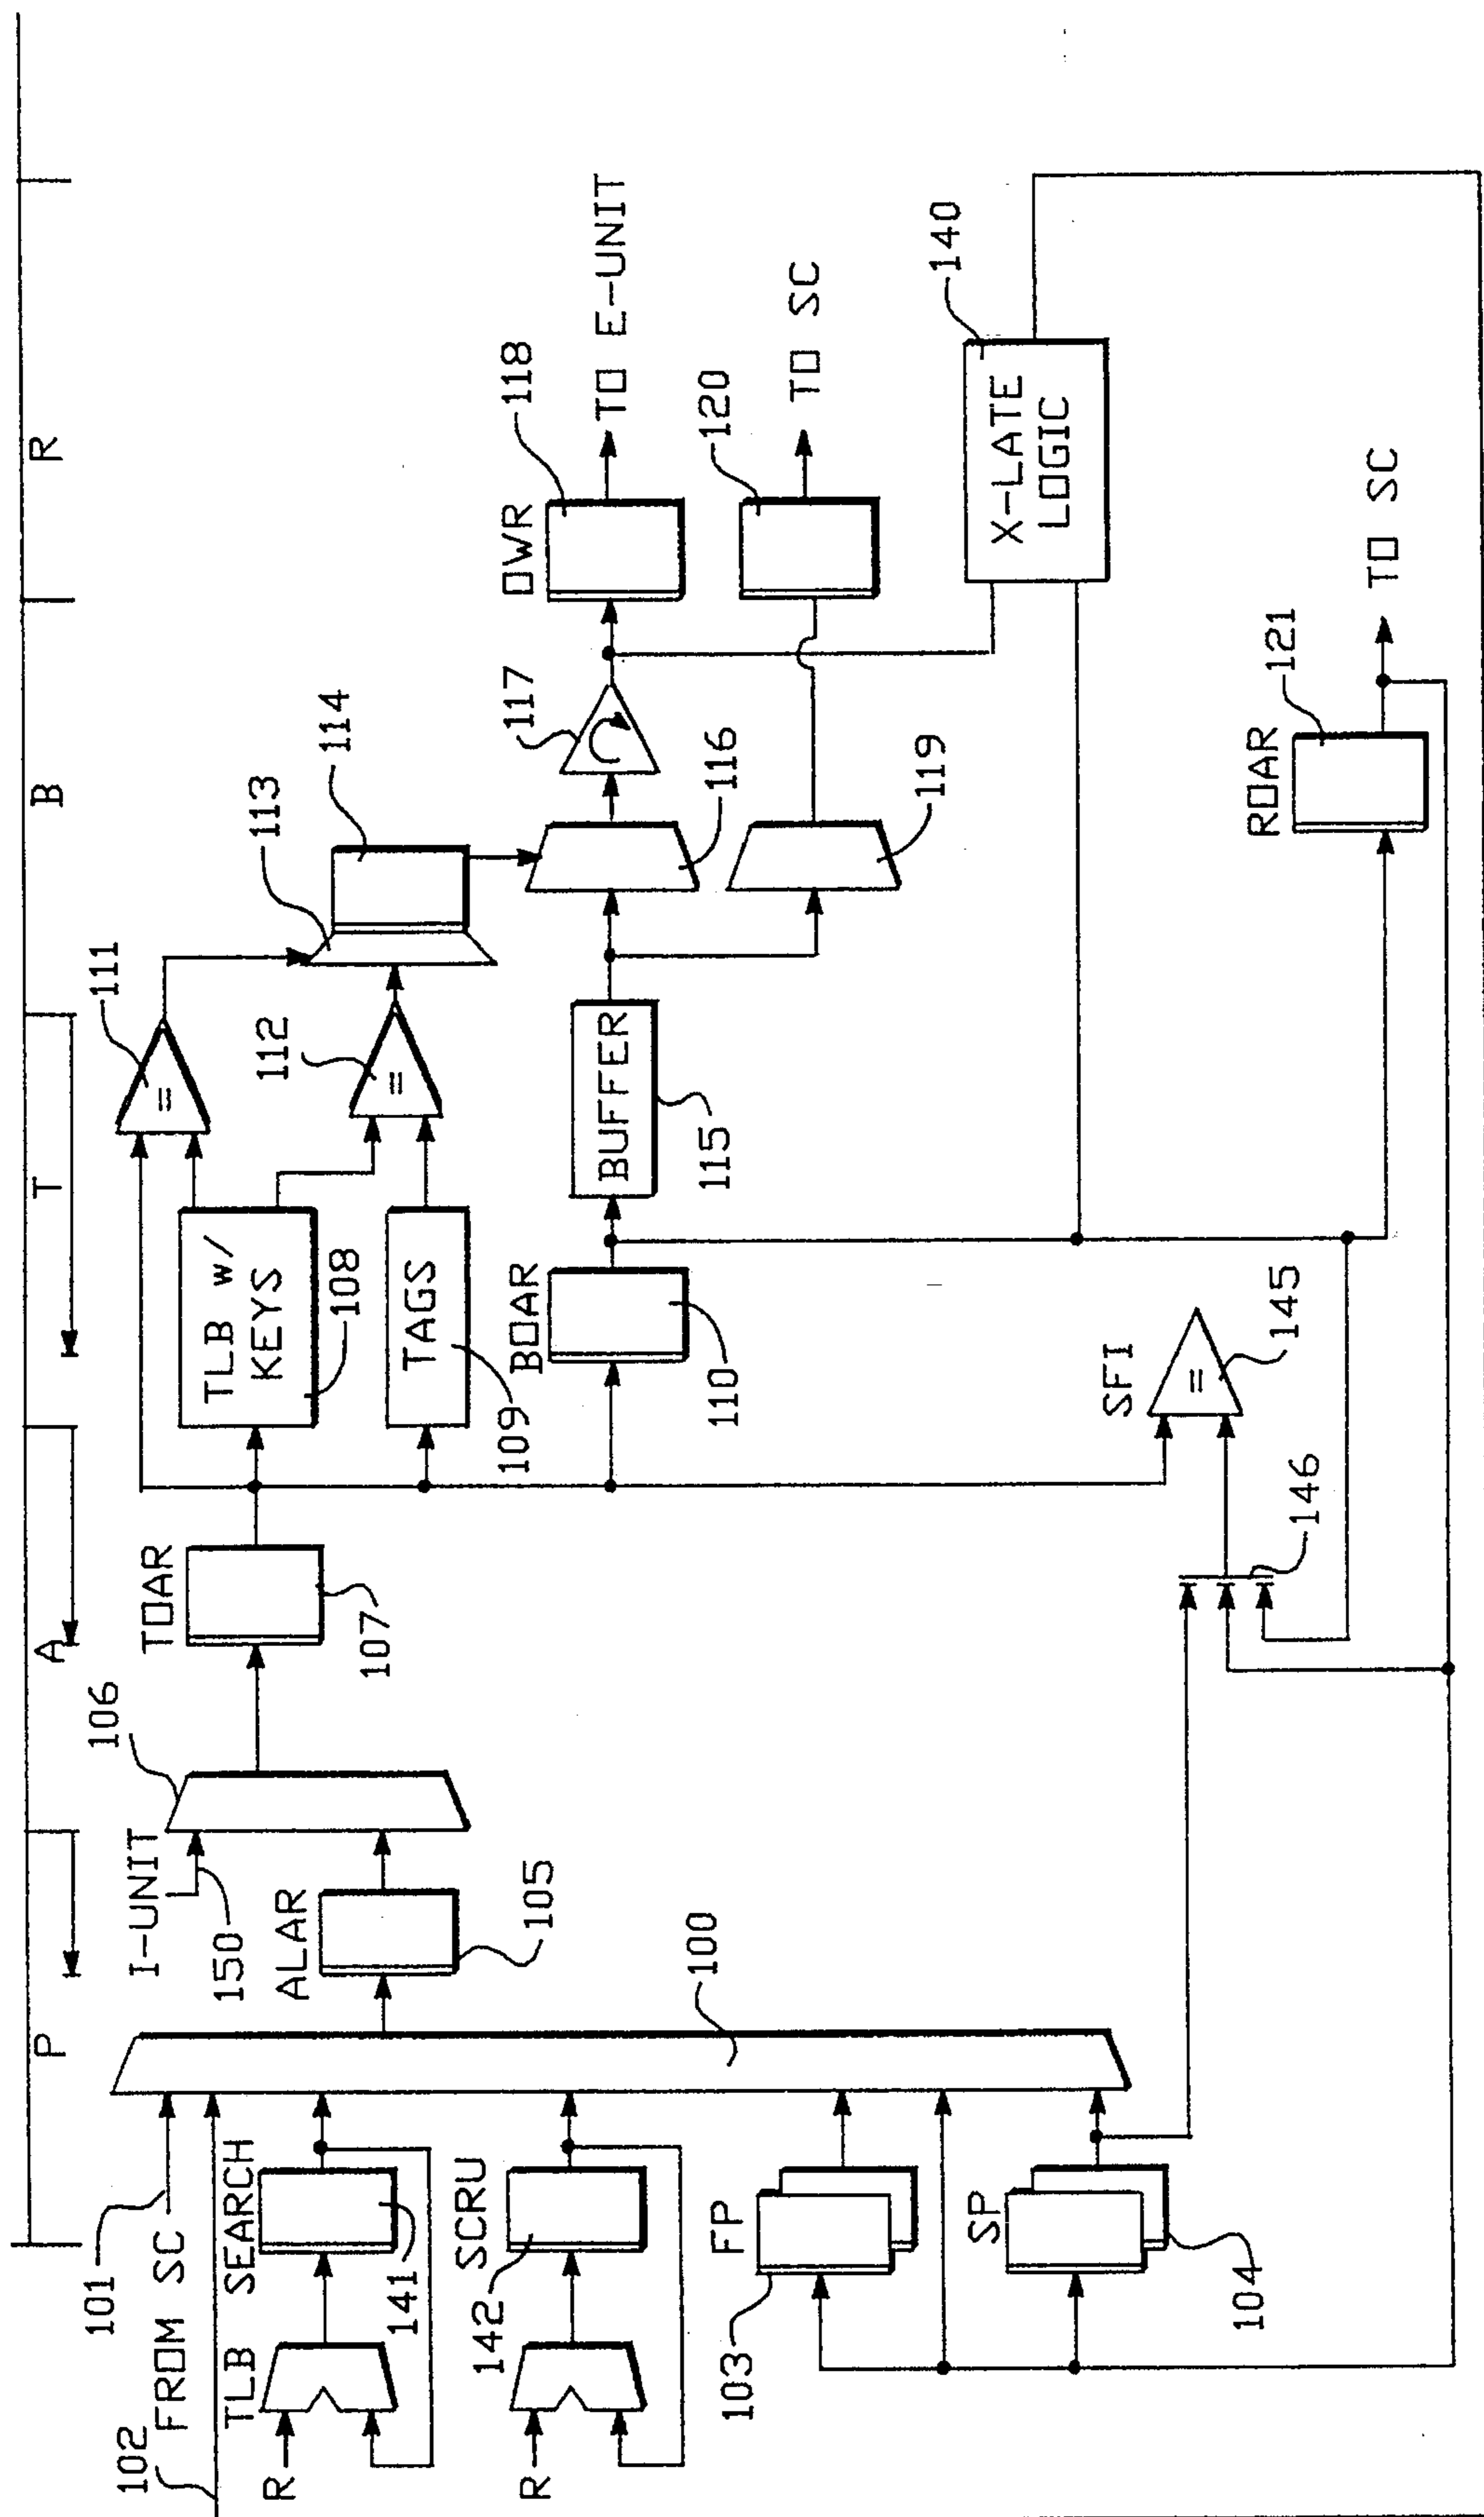 P
A
T
B
R
101
FROM SC
102
TLB SEARCH
R
141
SCRU
R
142
FP
103
SP
104
100
I-UNIT
150
ALAR
105
106
TOAR
107
TLB w/
KEYS
108
TAGS
109
BOAR
110
=
111
=
112
113
114
BUFFER
115
116
117
OWR
118
TO E-UNIT
119
120
TO SC
X-LATE
LOGIC
140
SFI
=
145
146
ROAR
121
TO SC